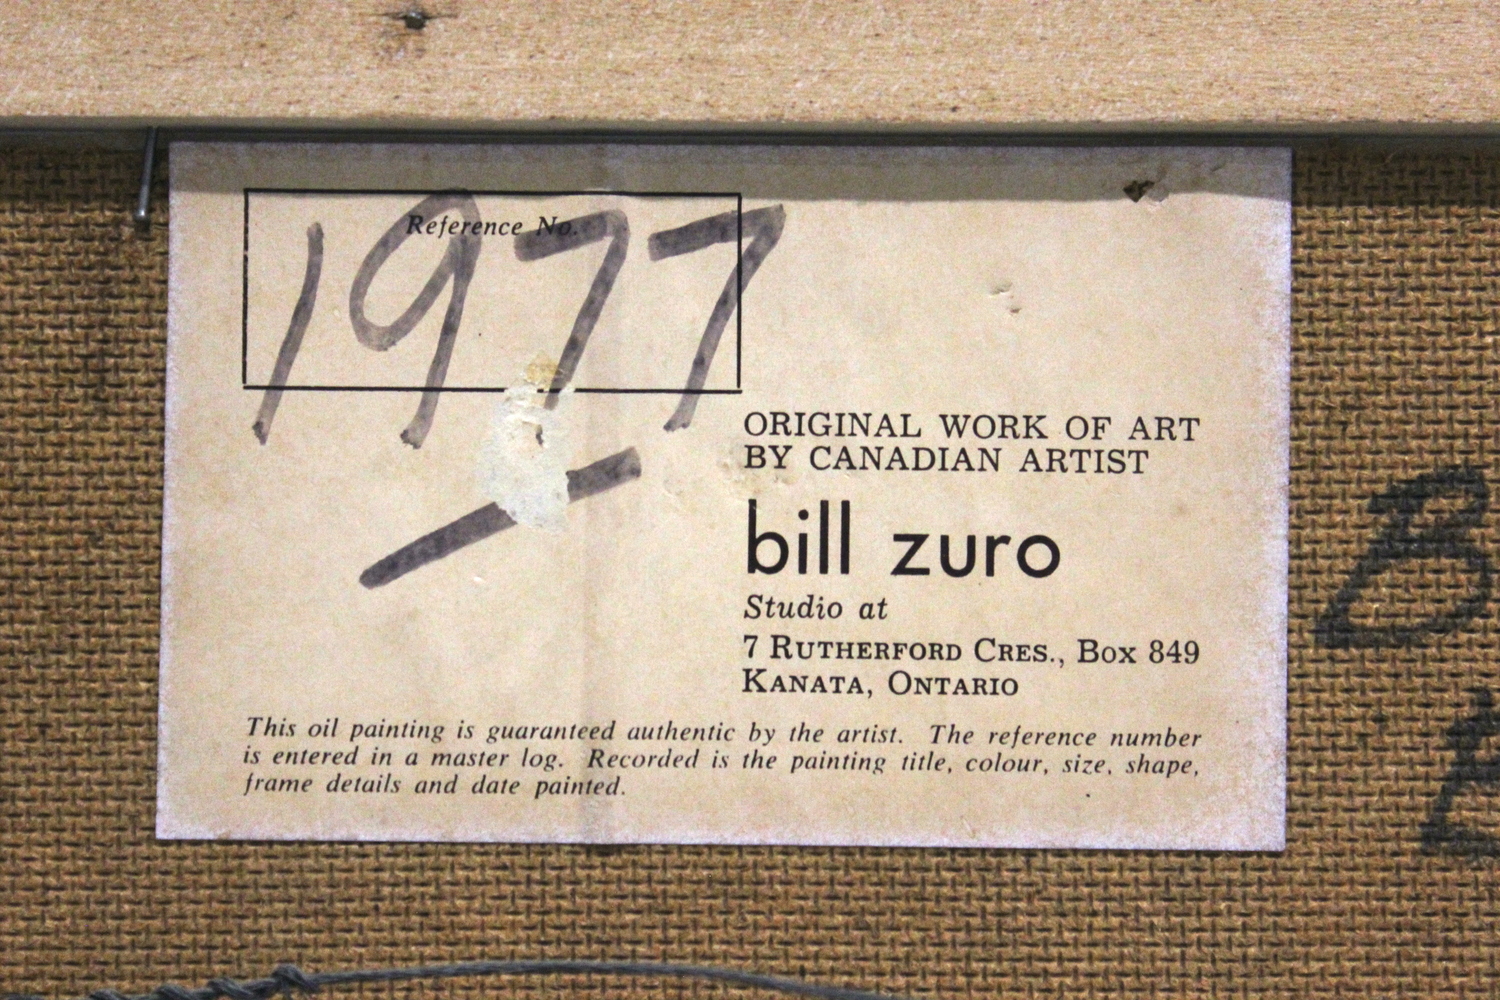 Reference No.
1977
ORIGINAL WORK OF ART
BY CANADIAN ARTIST
bill zuro
Studio at
7 RUTHERFORD CRES., BOX 849
KANATA, ONTARIO
This oil painting is guaranteed authentic by the artist. The reference number
is entered in a master log. Recorded is the painting title, colour, size, shape,
frame details and date painted.